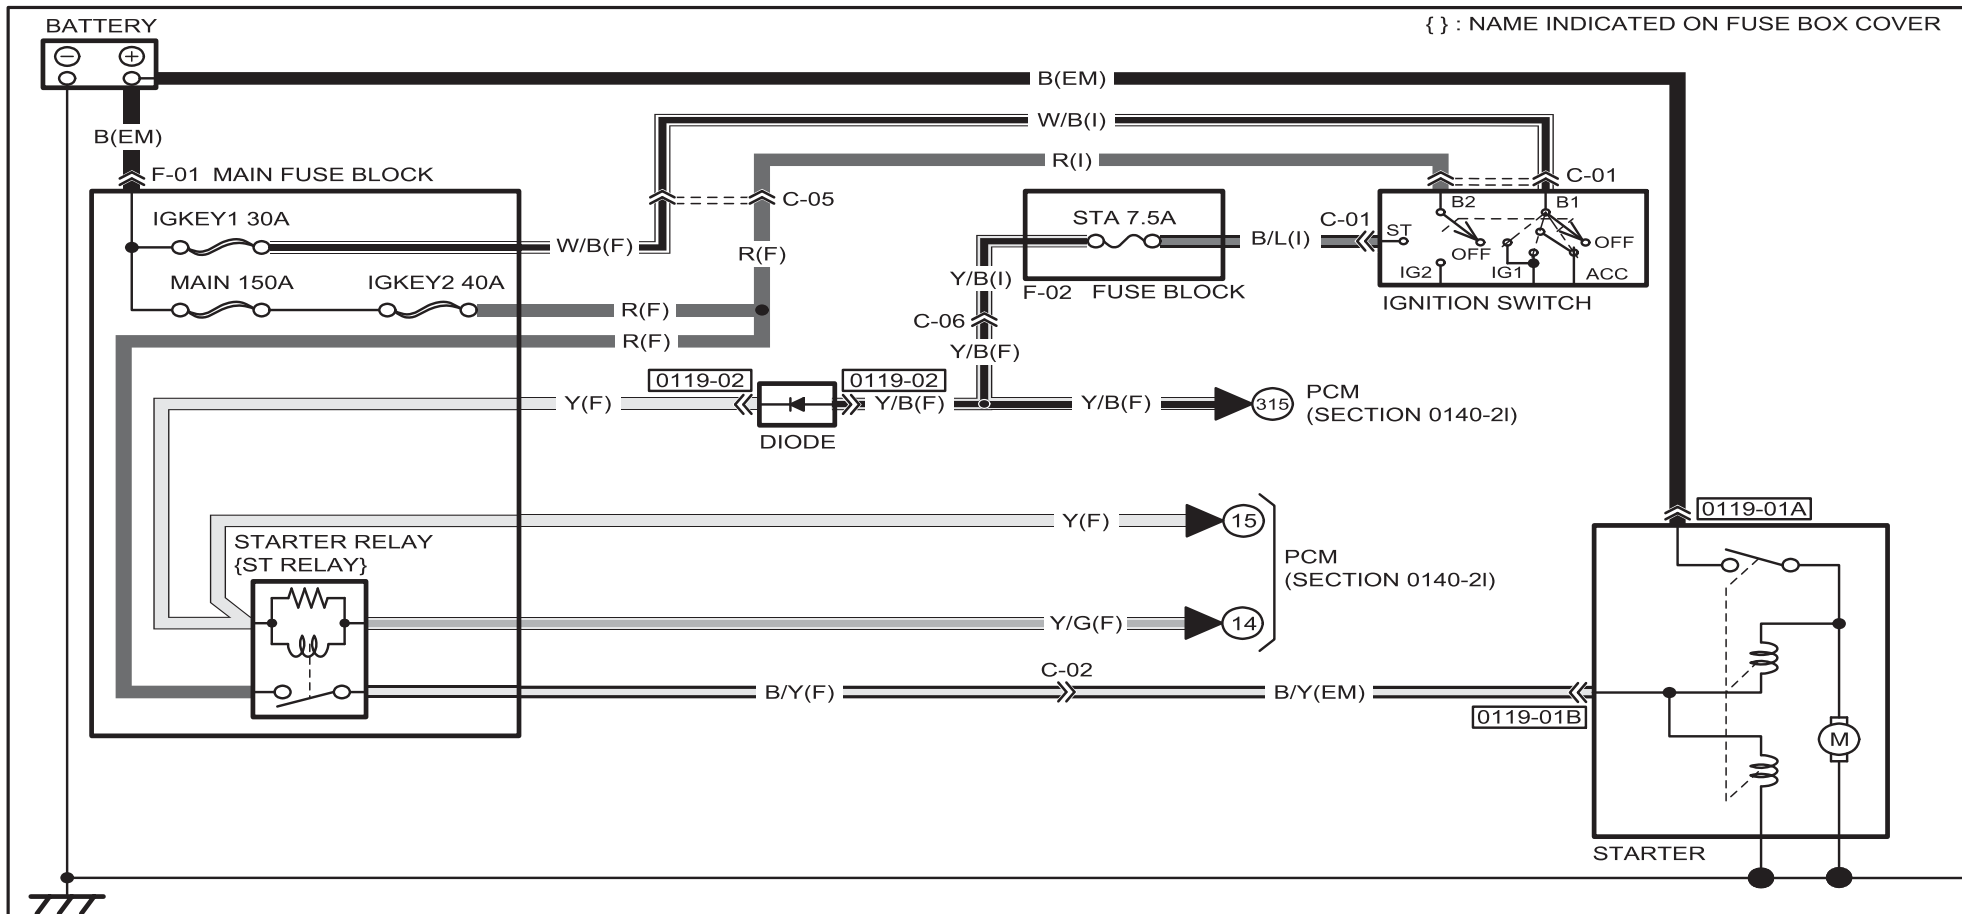 BATTERY
{ } : NAME INDICATED ON FUSE BOX COVER
B(EM)
W/B(I)
B(EM)
R(I)
F-01 MAIN FUSE BLOCK
C-01
C-05
B2
B1
IGKEY1 30A
STA 7.5A
C-01
ST
B/L(I)
W/B(F)
R(F)
OFF
OFF
Y/B(I)
IG2
IG1
ACC
MAIN 150A
IGKEY2 40A
F-02 FUSE BLOCK
IGNITION SWITCH
R(F)
C-06
R(F)
Y/B(F)
0119-02
0119-02
Y(F)
Y/B(F)
Y/B(F)
315
PCM
(SECTION 0140-2I)
DIODE
0119-01A
Y(F)
15
STARTER RELAY
{ST RELAY}
PCM
(SECTION 0140-2I)
Y/G(F)
14
C-02
B/Y(F)
B/Y(EM)
0119-01B
M
STARTER